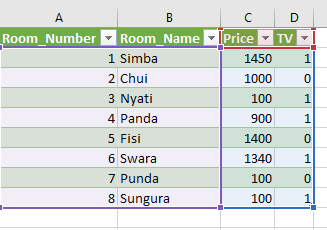 A B C D
Room_Number Room_Name Price TV
1 Simba 1450 1
2 Chui 1000 0
3 Nyati 100 1
4 Panda 900 1
5 Fisi 1400 0
6 Swara 1340 1
7 Punda 100 0
8 Sungura 100 1